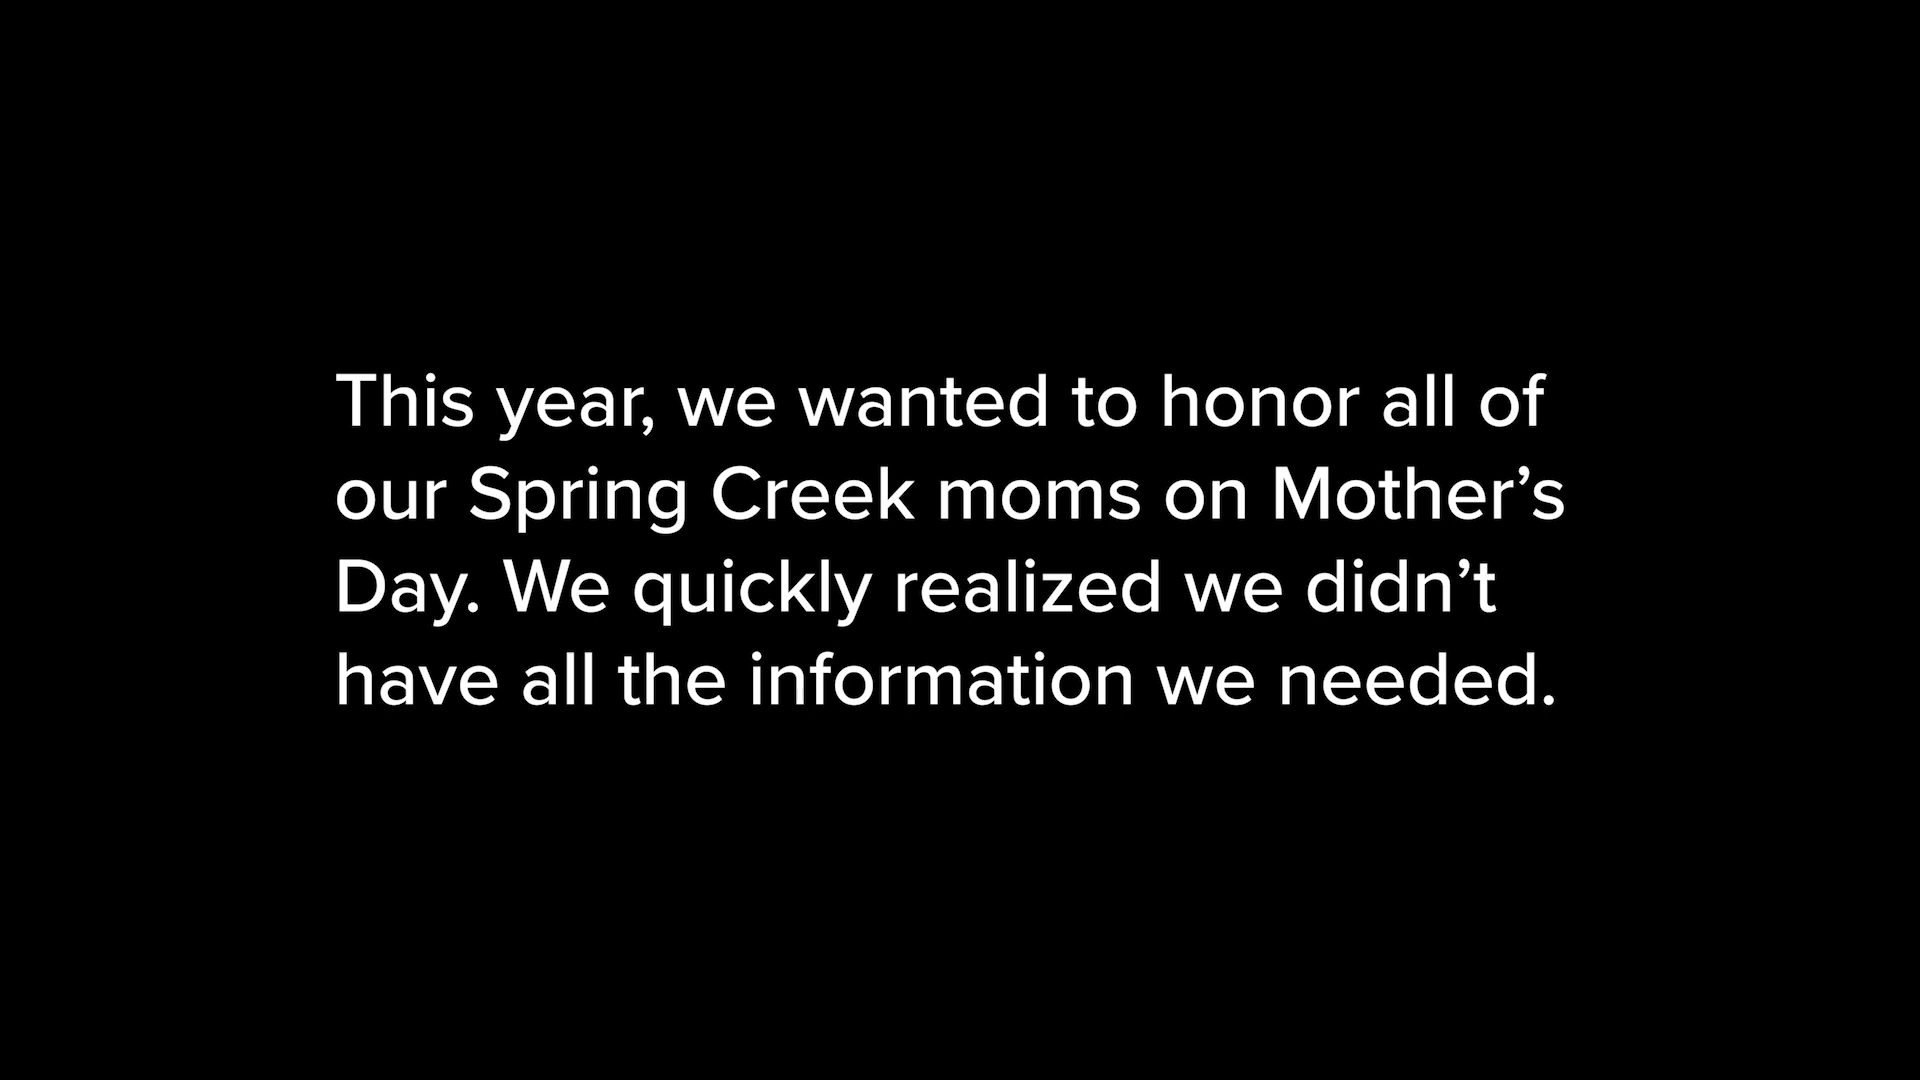 This year, we wanted to honor all of
our Spring Creek moms on Mother’s
Day. We quickly realized we didn’t
have all the information we needed.